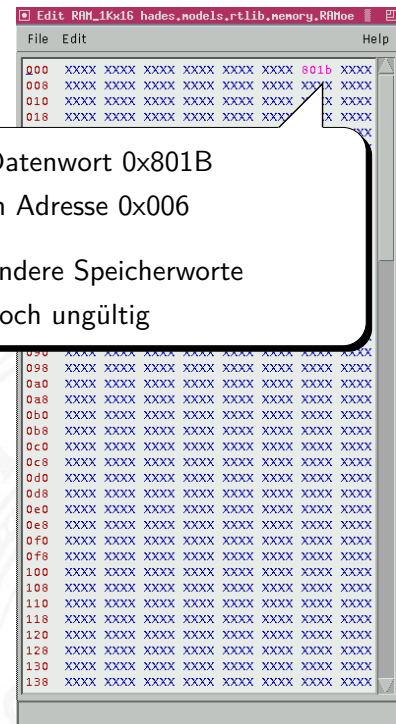 Edit RAM_1Kx16 hades.models.rtlib.memory.RAMoe
File Edit Help
000 XXXX XXXX XXXX XXXX XXXX XXXX 801b XXXX
008 XXXX XXXX XXXX XXXX XXXX XXXX XXXX XXXX
010 XXXX XXXX XXXX XXXX XXXX XXXX XXXX XXXX
018 XXXX XXXX XXXX XXXX XXXX XXXX XXXX
Datenwort 0x801B
n Adresse 0x006
ndere Speicherworte
och ungültig
090 XXXX XXXX XXXX XXXX XXXX XXXX XXXX XXXX
098 XXXX XXXX XXXX XXXX XXXX XXXX XXXX XXXX
0a0 XXXX XXXX XXXX XXXX XXXX XXXX XXXX XXXX
0a8 XXXX XXXX XXXX XXXX XXXX XXXX XXXX XXXX
0b0 XXXX XXXX XXXX XXXX XXXX XXXX XXXX XXXX
0b8 XXXX XXXX XXXX XXXX XXXX XXXX XXXX XXXX
0c0 XXXX XXXX XXXX XXXX XXXX XXXX XXXX XXXX
0c8 XXXX XXXX XXXX XXXX XXXX XXXX XXXX XXXX
0d0 XXXX XXXX XXXX XXXX XXXX XXXX XXXX XXXX
0d8 XXXX XXXX XXXX XXXX XXXX XXXX XXXX XXXX
0e0 XXXX XXXX XXXX XXXX XXXX XXXX XXXX XXXX
0e8 XXXX XXXX XXXX XXXX XXXX XXXX XXXX XXXX
0f0 XXXX XXXX XXXX XXXX XXXX XXXX XXXX XXXX
0f8 XXXX XXXX XXXX XXXX XXXX XXXX XXXX XXXX
100 XXXX XXXX XXXX XXXX XXXX XXXX XXXX XXXX
108 XXXX XXXX XXXX XXXX XXXX XXXX XXXX XXXX
110 XXXX XXXX XXXX XXXX XXXX XXXX XXXX XXXX
118 XXXX XXXX XXXX XXXX XXXX XXXX XXXX XXXX
120 XXXX XXXX XXXX XXXX XXXX XXXX XXXX XXXX
128 XXXX XXXX XXXX XXXX XXXX XXXX XXXX XXXX
130 XXXX XXXX XXXX XXXX XXXX XXXX XXXX XXXX
138 XXXX XXXX XXXX XXXX XXXX XXXX XXXX XXXX